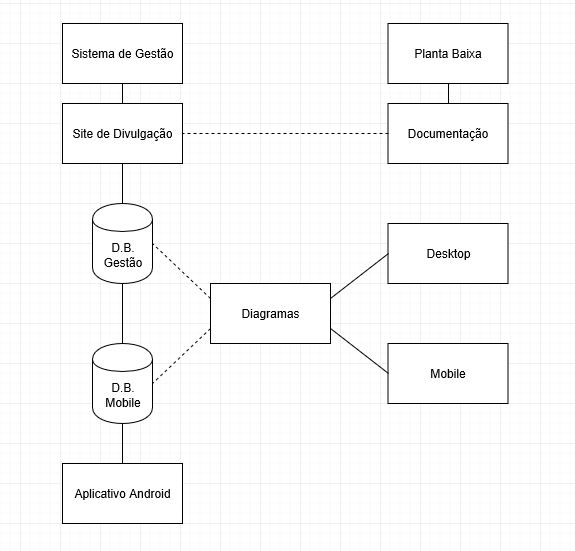 Sistema de Gestão
Planta Baixa
Site de Divulgação
Documentação
D.B.
Gestão
Desktop
Diagramas
D.B.
Mobile
Mobile
Aplicativo Android